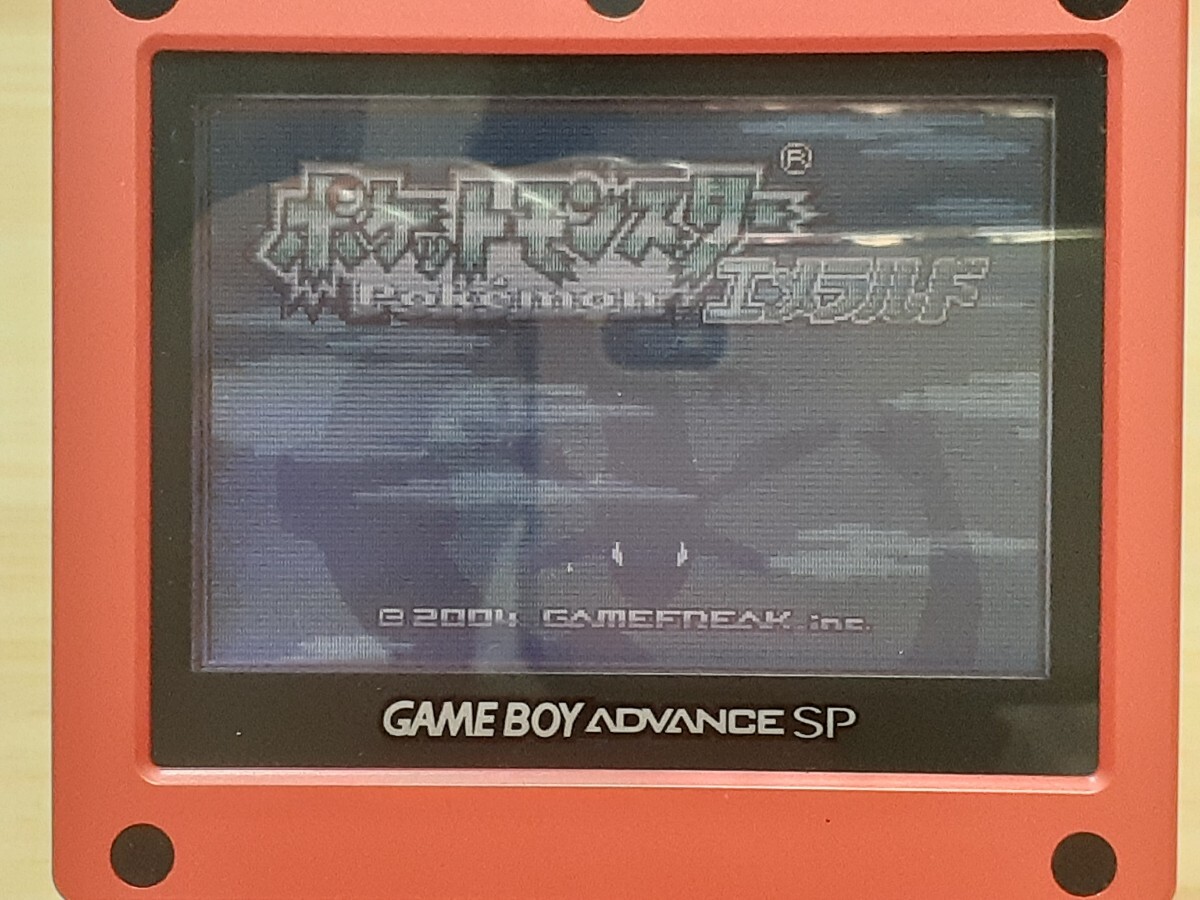 ポケットモンスター®
Pokémon エメラルド
©2004 GAMEFREAK inc.
GAME BOY ADVANCE SP